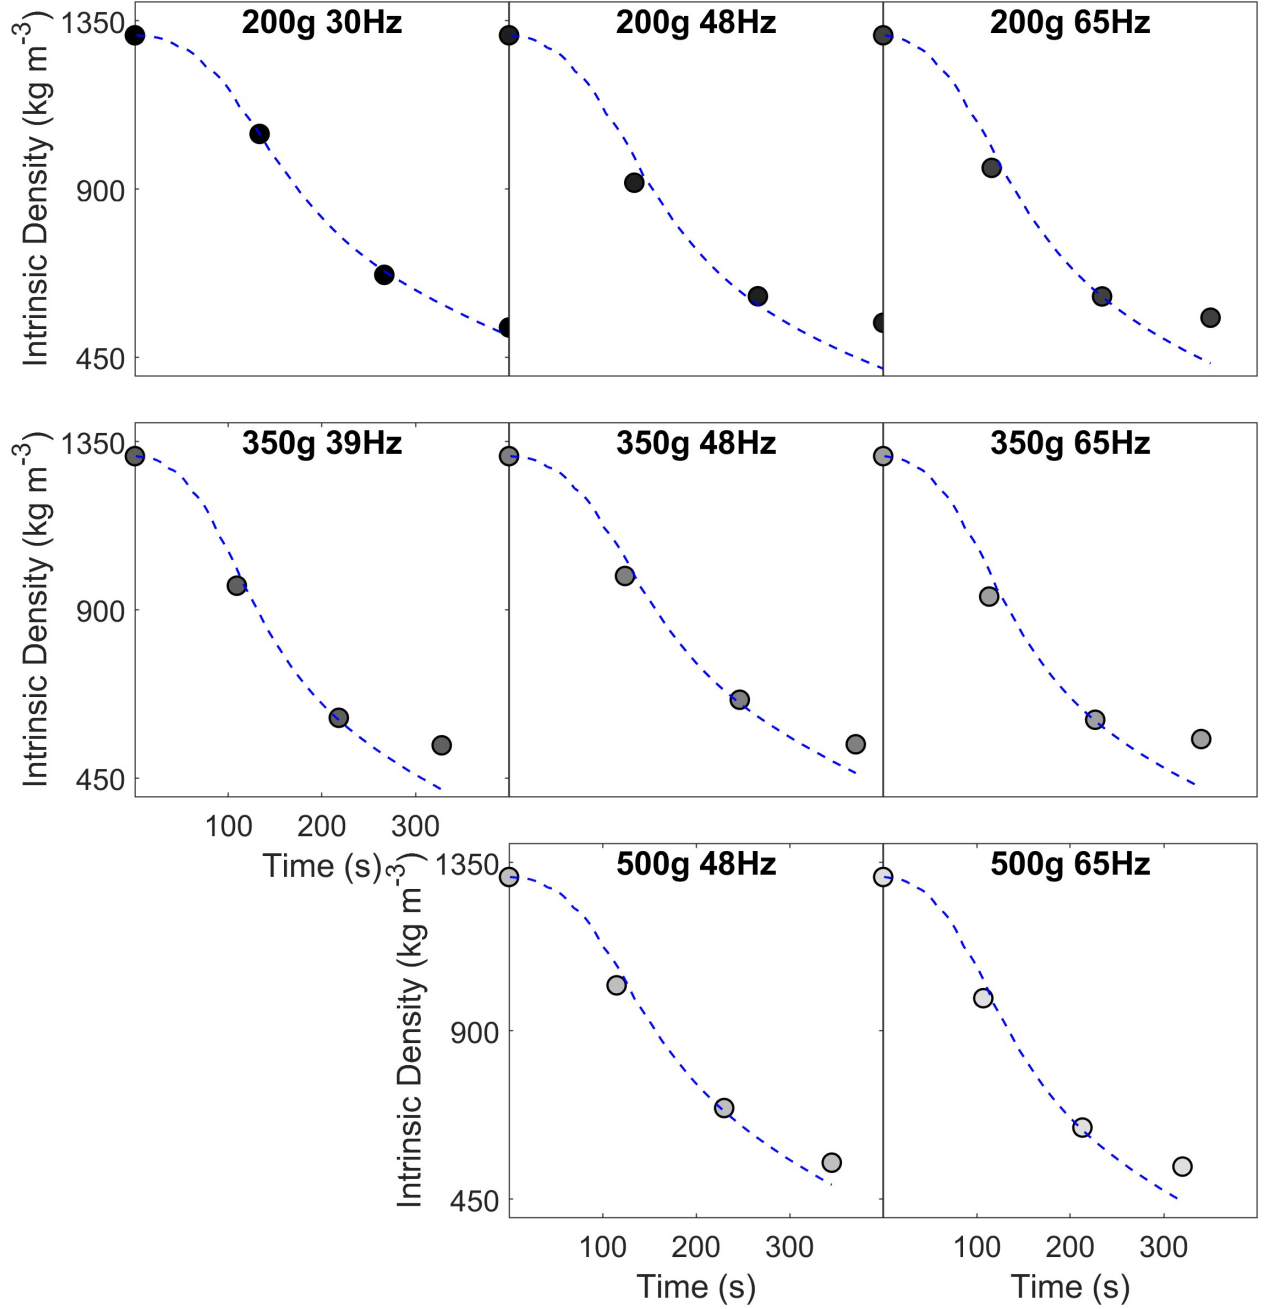 200g 30Hz
200g 48Hz
200g 65Hz
Intrinsic Density (kg m-3)
1350
900
450
350g 39Hz
350g 48Hz
350g 65Hz
Intrinsic Density (kg m-3)
1350
900
450
100 200 300
Time (s)
500g 48Hz
500g 65Hz
Intrinsic Density (kg m-3)
1350
900
450
100 200 300
100 200 300
Time (s)
Time (s)